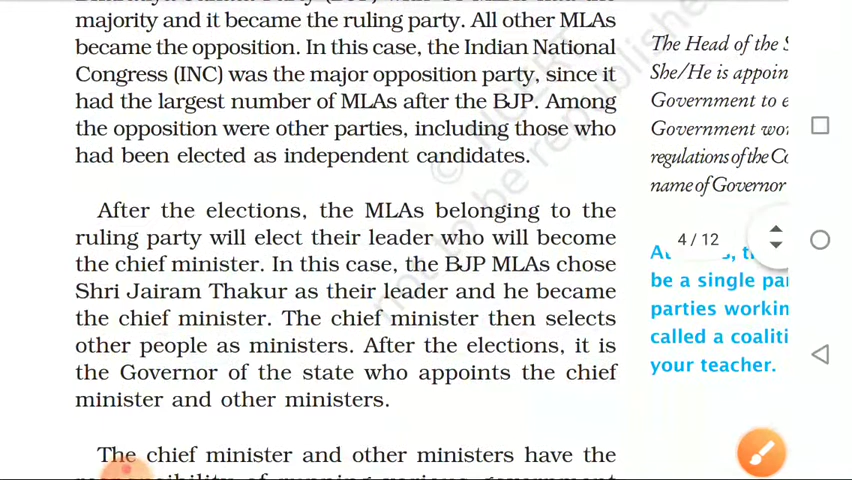 majority and it became the ruling party. All other MLAs
became the opposition. In this case, the Indian National
Congress (INC) was the major opposition party, since it
had the largest number of MLAs after the BJP. Among
the opposition were other parties, including those who
had been elected as independent candidates.
After the elections, the MLAs belonging to the
ruling party will elect their leader who will become
the chief minister. In this case, the BJP MLAs chose
Shri Jairam Thakur as their leader and he became
the chief minister. The chief minister then selects
other people as ministers. After the elections, it is
the Governor of the state who appoints the chief
minister and other ministers.
The chief minister and other ministers have the
The Head of the S
She/He is appoin
Government to e
Government wor
regulations of the Co
name of Governor
4 / 12
be a single par
parties workin
called a coaliti
your teacher.
© NCERT
not to be republished